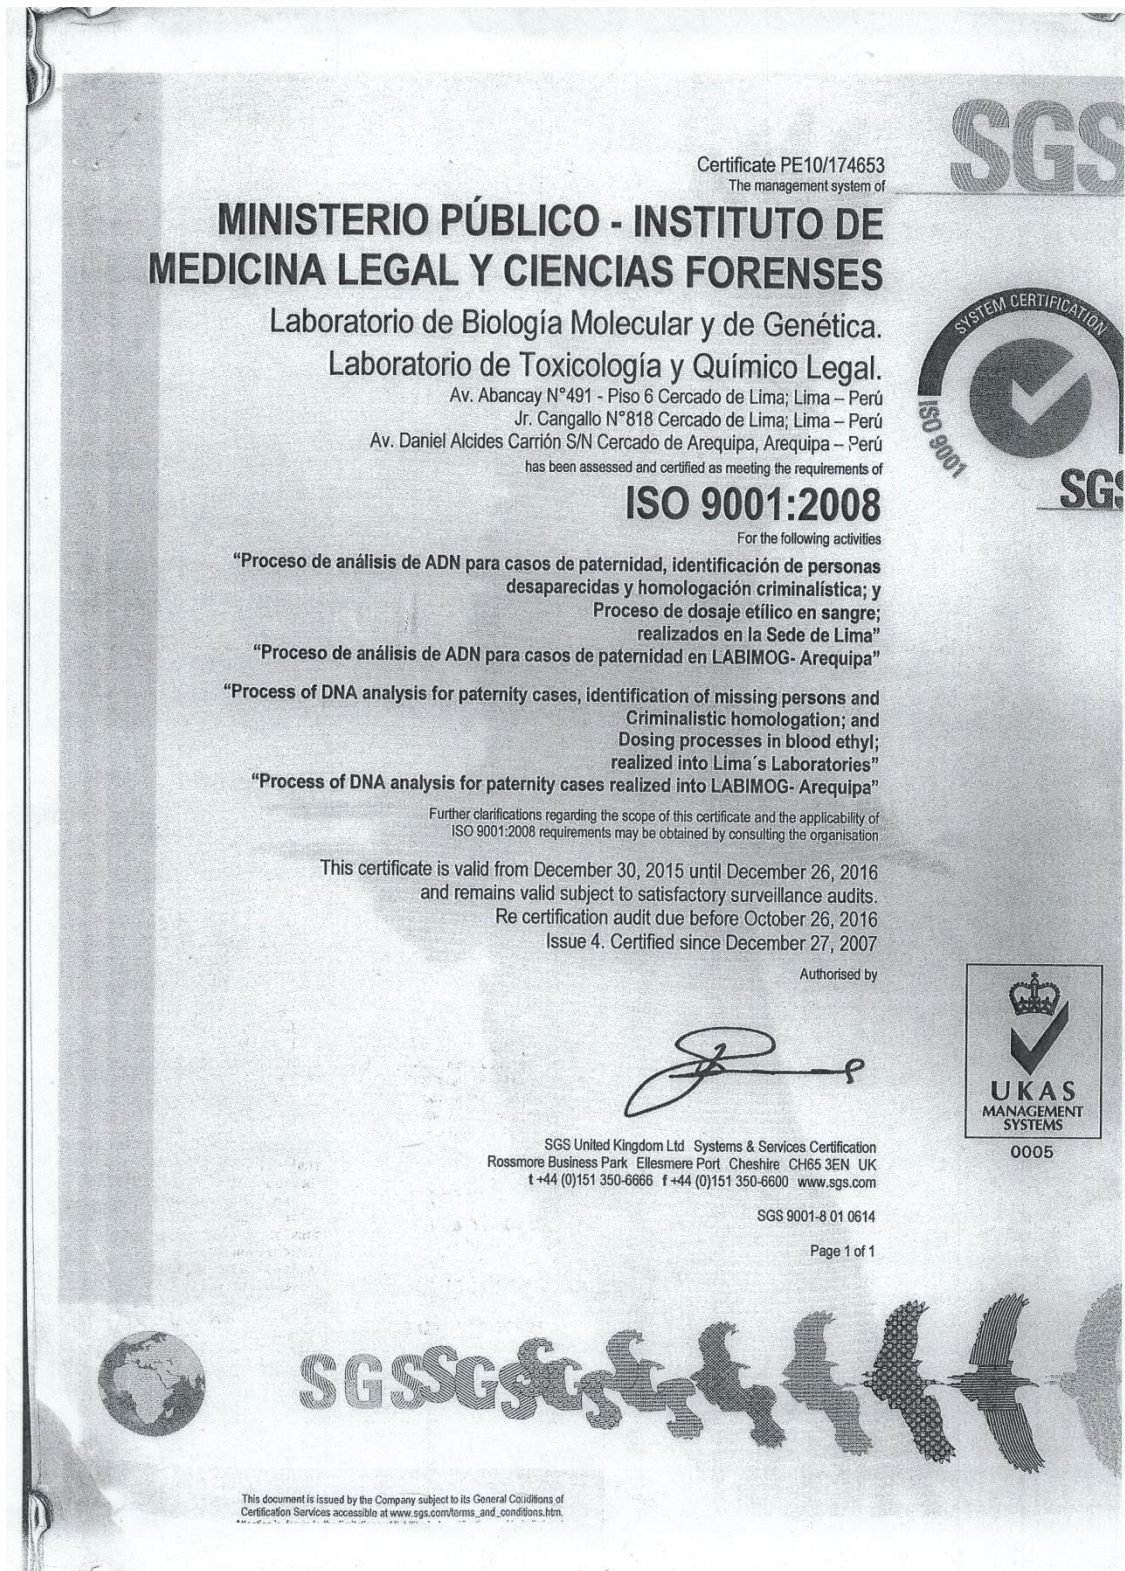 SGS
Certificate PE10/174653
The management system of
MINISTERIO PÚBLICO - INSTITUTO DE
MEDICINA LEGAL Y CIENCIAS FORENSES
Laboratorio de Biología Molecular y de Genética.
Laboratorio de Toxicología y Químico Legal.
Av. Abancay N°491 - Piso 6 Cercado de Lima; Lima – Perú
Jr. Cangallo N°818 Cercado de Lima; Lima – Perú
Av. Daniel Alcides Carrión S/N Cercado de Arequipa, Arequipa – Perú
has been assessed and certified as meeting the requirements of
ISO 9001:2008
For the following activities
“Proceso de análisis de ADN para casos de paternidad, identificación de personas
desaparecidas y homologación criminalística; y
Proceso de dosaje etílico en sangre;
realizados en la Sede de Lima”
“Proceso de análisis de ADN para casos de paternidad en LABIMOG- Arequipa”
“Process of DNA analysis for paternity cases, identification of missing persons and
Criminalistic homologation; and
Dosing processes in blood ethyl;
realized into Lima´s Laboratories”
“Process of DNA analysis for paternity cases realized into LABIMOG- Arequipa”
Further clarifications regarding the scope of this certificate and the applicability of
ISO 9001:2008 requirements may be obtained by consulting the organisation
This certificate is valid from December 30, 2015 until December 26, 2016
and remains valid subject to satisfactory surveillance audits.
Re certification audit due before October 26, 2016
Issue 4. Certified since December 27, 2007
Authorised by
SGS United Kingdom Ltd Systems & Services Certification
Rossmore Business Park Ellesmere Port Cheshire CH65 3EN UK
t +44 (0)151 350-6666 f +44 (0)151 350-6600 www.sgs.com
SGS 9001-8 01 0614
Page 1 of 1
SYSTEM CERTIFICATION
ISO 9001
SGS
UKAS
MANAGEMENT
SYSTEMS
0005
SGSSGSSGS
This document is issued by the Company subject to its General Conditions of
Certification Services accessible at www.sgs.com/terms_and_conditions.htm.